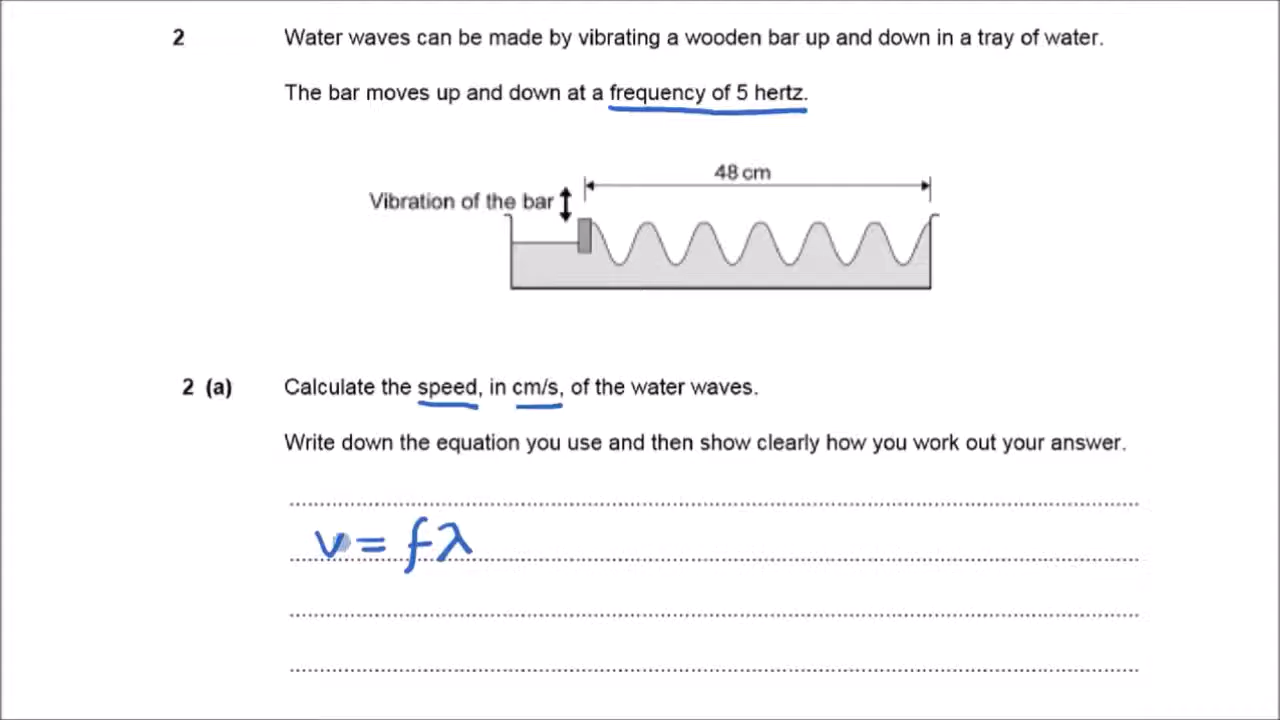 2 Water waves can be made by vibrating a wooden bar up and down in a tray of water.
The bar moves up and down at a frequency of 5 hertz.
48 cm
Vibration of the bar
2 (a) Calculate the speed, in cm/s, of the water waves.
Write down the equation you use and then show clearly how you work out your answer.
v = fλ